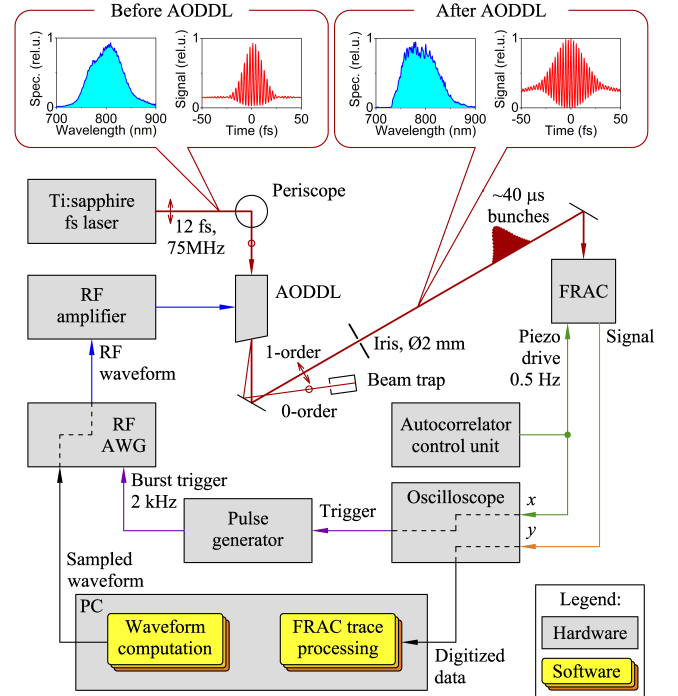 Before AODDL
After AODDL
Spec. (rel.u.)
1
0
700
800
900
Wavelength (nm)
Signal (rel.u.)
1
0
-50
0
50
Time (fs)
Spec. (rel.u.)
1
0
700
800
900
Wavelength (nm)
Signal (rel.u.)
1
0
-50
0
50
Time (fs)
Ti:sapphire
fs laser
12 fs,
75MHz
Periscope
~40 μs
bunches
RF
amplifier
AODDL
FRAC
Iris, Ø2 mm
Piezo
drive
0.5 Hz
Signal
RF
waveform
1-order
0-order
Beam trap
RF
AWG
Autocorrelator
control unit
Burst trigger
2 kHz
Pulse
generator
Trigger
Oscilloscope
x
y
Sampled
waveform
PC
Waveform
computation
FRAC trace
processing
Digitized
data
Legend:
Hardware
Software